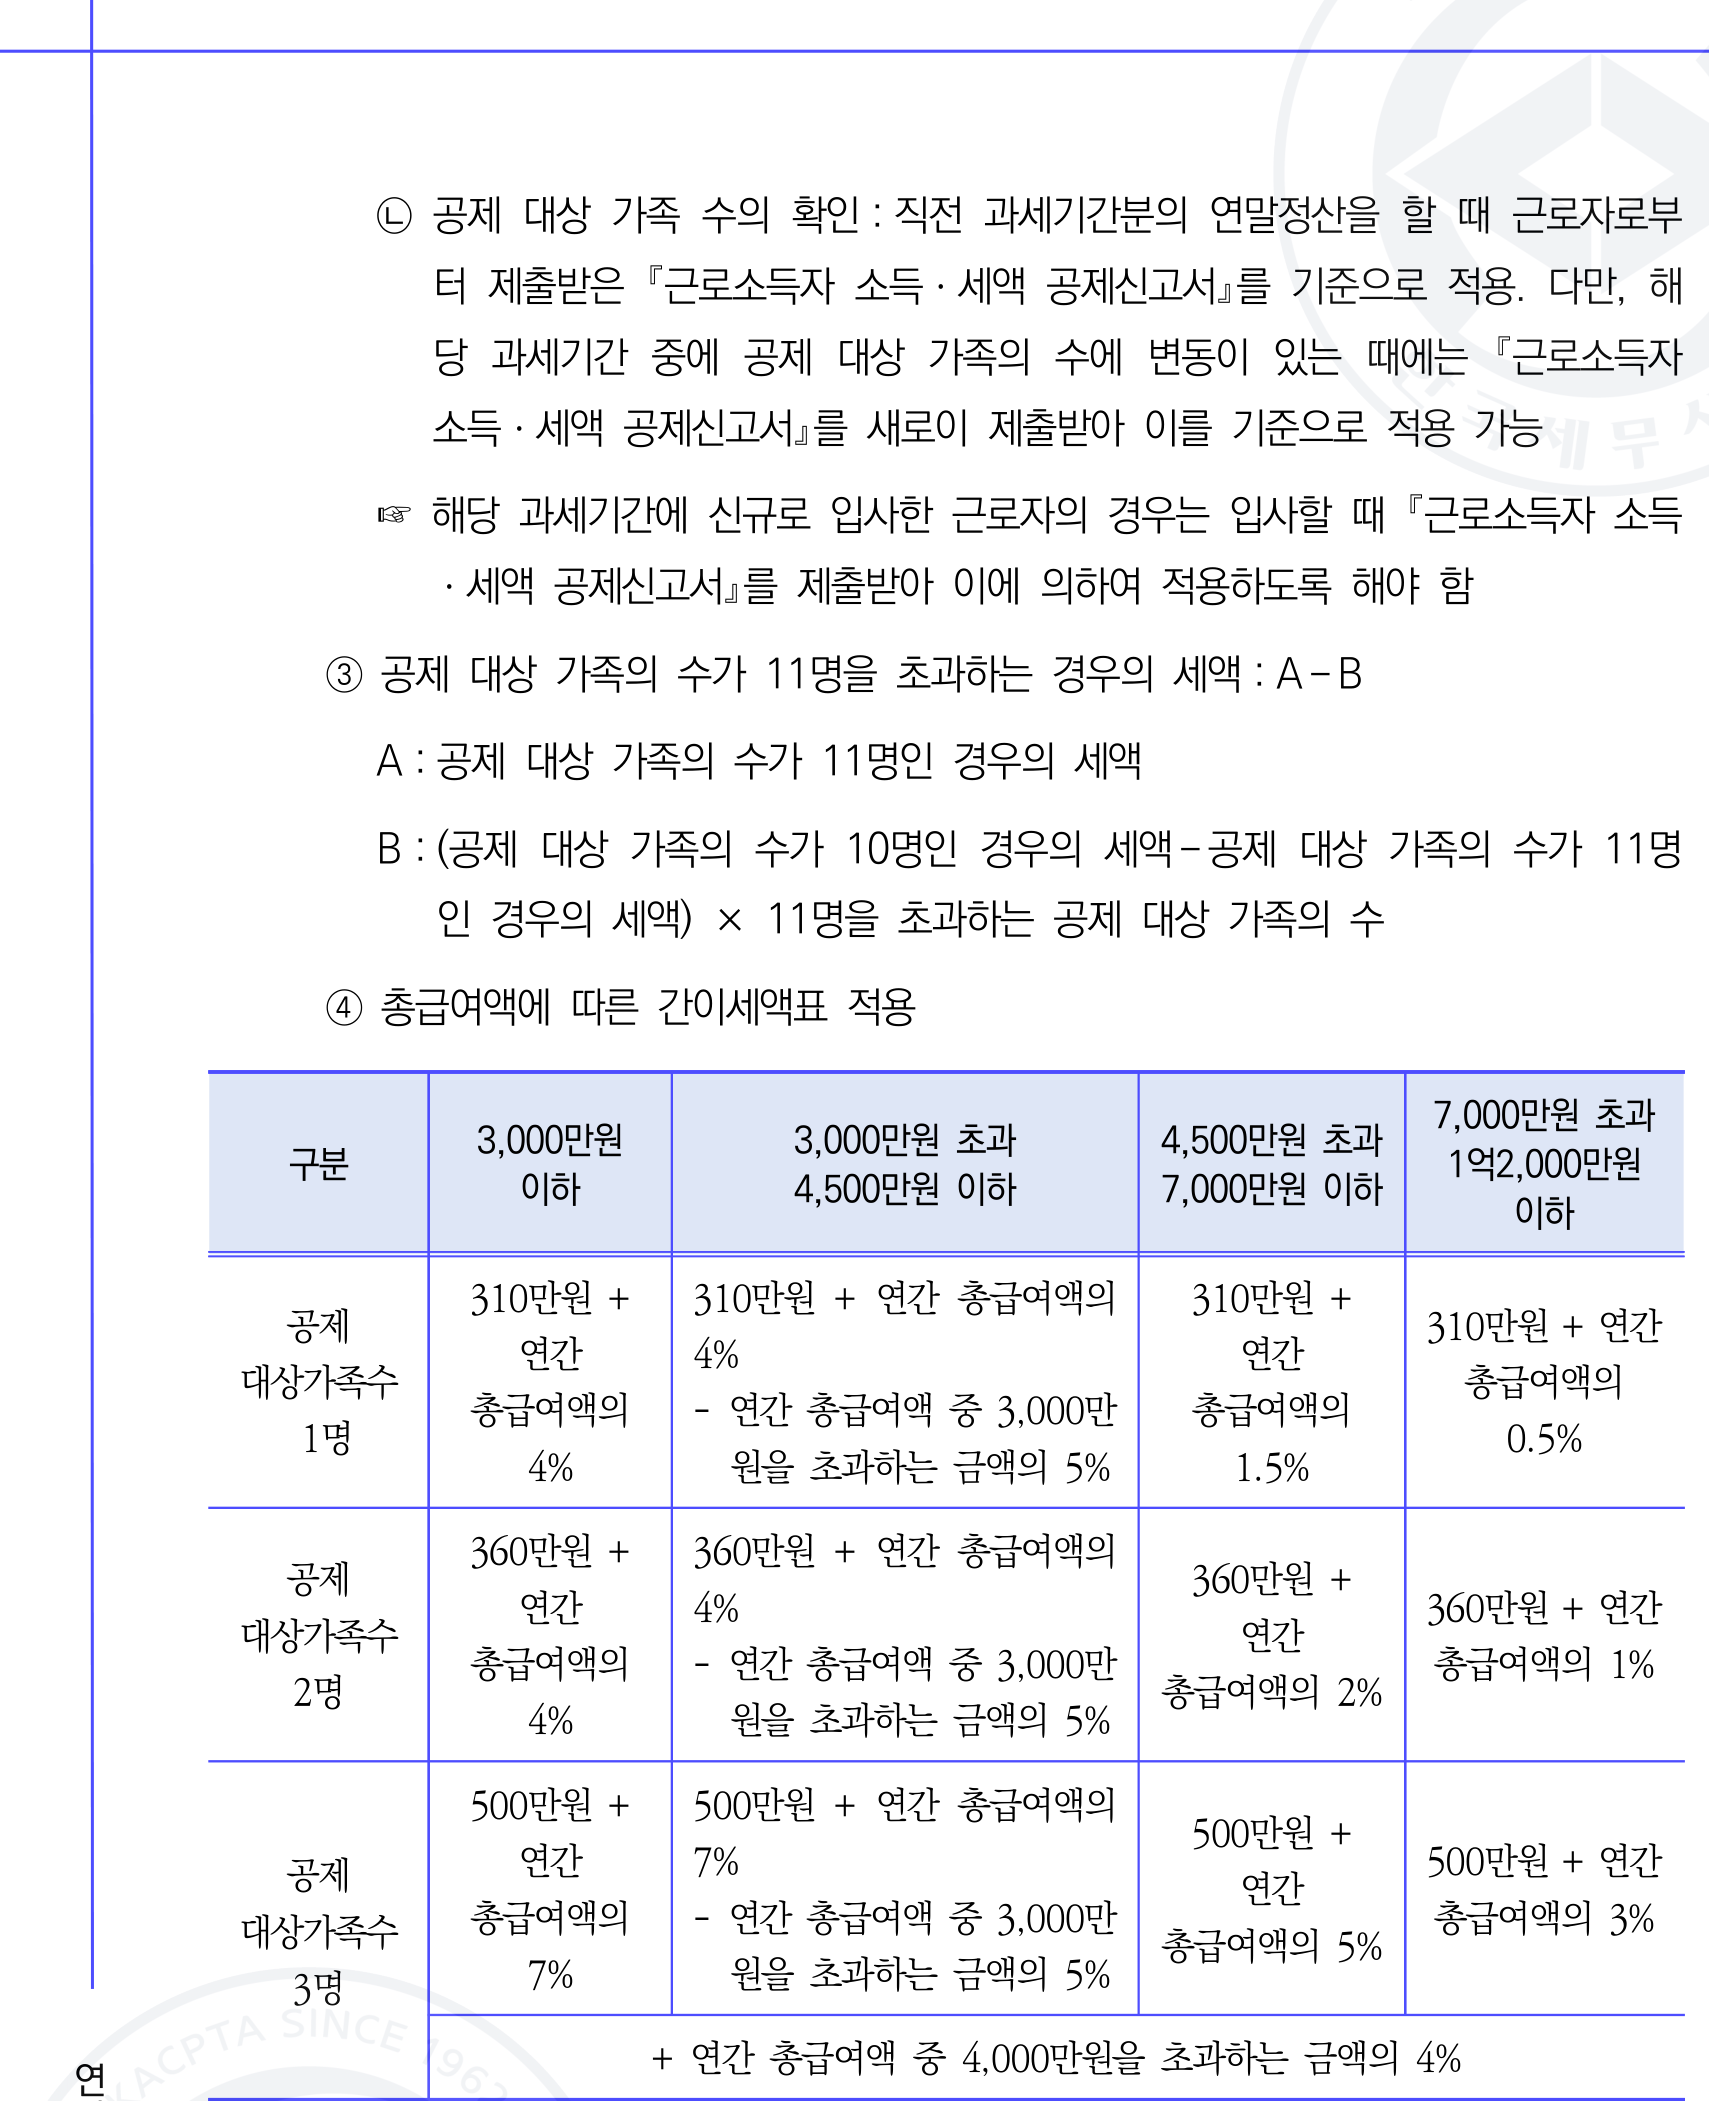 ㉡ 공제 대상 가족 수의 확인 : 직전 과세기간분의 연말정산을 할 때 근로자로부
터 제출받은 『근로소득자 소득 · 세액 공제신고서』를 기준으로 적용. 다만, 해
당 과세기간 중에 공제 대상 가족의 수에 변동이 있는 때에는 『근로소득자
소득 · 세액 공제신고서』를 새로이 제출받아 이를 기준으로 적용 가능
☞ 해당 과세기간에 신규로 입사한 근로자의 경우는 입사할 때 『근로소득자 소득
· 세액 공제신고서』를 제출받아 이에 의하여 적용하도록 해야 함
③ 공제 대상 가족의 수가 11명을 초과하는 경우의 세액 : A – B
A : 공제 대상 가족의 수가 11명인 경우의 세액
B : (공제 대상 가족의 수가 10명인 경우의 세액 – 공제 대상 가족의 수가 11명
인 경우의 세액) × 11명을 초과하는 공제 대상 가족의 수
④ 총급여액에 따른 간이세액표 적용
구분
3,000만원
이하
3,000만원 초과
4,500만원 이하
4,500만원 초과
7,000만원 이하
7,000만원 초과
1억2,000만원
이하
공제
대상가족수
1명
310만원 +
연간
총급여액의
4%
310만원 + 연간 총급여액의
4%
- 연간 총급여액 중 3,000만
원을 초과하는 금액의 5%
310만원 +
연간
총급여액의
1.5%
310만원 + 연간
총급여액의
0.5%
공제
대상가족수
2명
360만원 +
연간
총급여액의
4%
360만원 + 연간 총급여액의
4%
- 연간 총급여액 중 3,000만
원을 초과하는 금액의 5%
360만원 +
연간
총급여액의 2%
360만원 + 연간
총급여액의 1%
공제
대상가족수
3명
500만원 +
연간
총급여액의
7%
500만원 + 연간 총급여액의
7%
- 연간 총급여액 중 3,000만
원을 초과하는 금액의 5%
500만원 +
연간
총급여액의 5%
500만원 + 연간
총급여액의 3%
+ 연간 총급여액 중 4,000만원을 초과하는 금액의 4%
연
KACPTA SINCE 1962